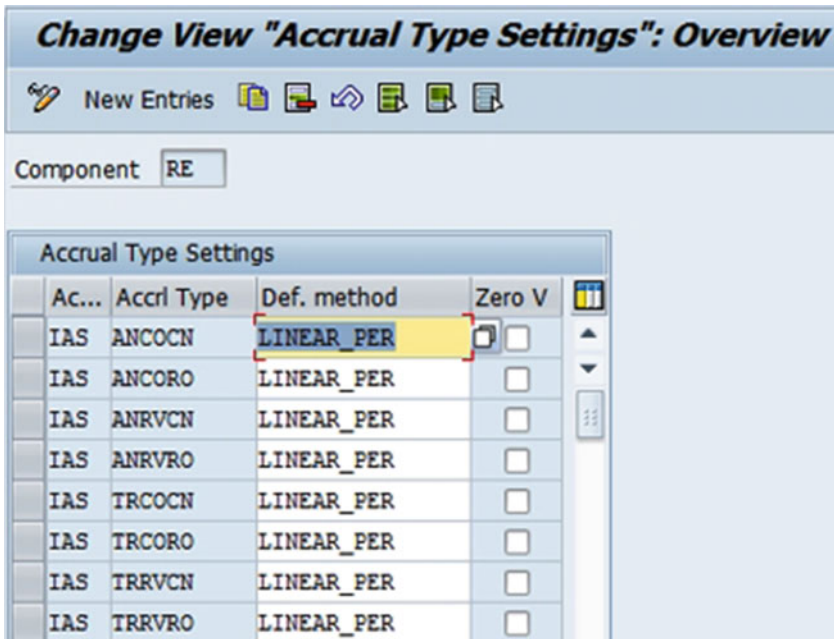 Change View "Accrual Type Settings": Overview
New Entries
Component RE
Accrual Type Settings
Ac... Accrl Type Def. method Zero V
IAS ANCOCN LINEAR_PER
IAS ANCORO LINEAR_PER
IAS ANRVCN LINEAR_PER
IAS ANRVRO LINEAR_PER
IAS TRCOCN LINEAR_PER
IAS TRCORO LINEAR_PER
IAS TRRVCN LINEAR_PER
IAS TRRVRO LINEAR_PER